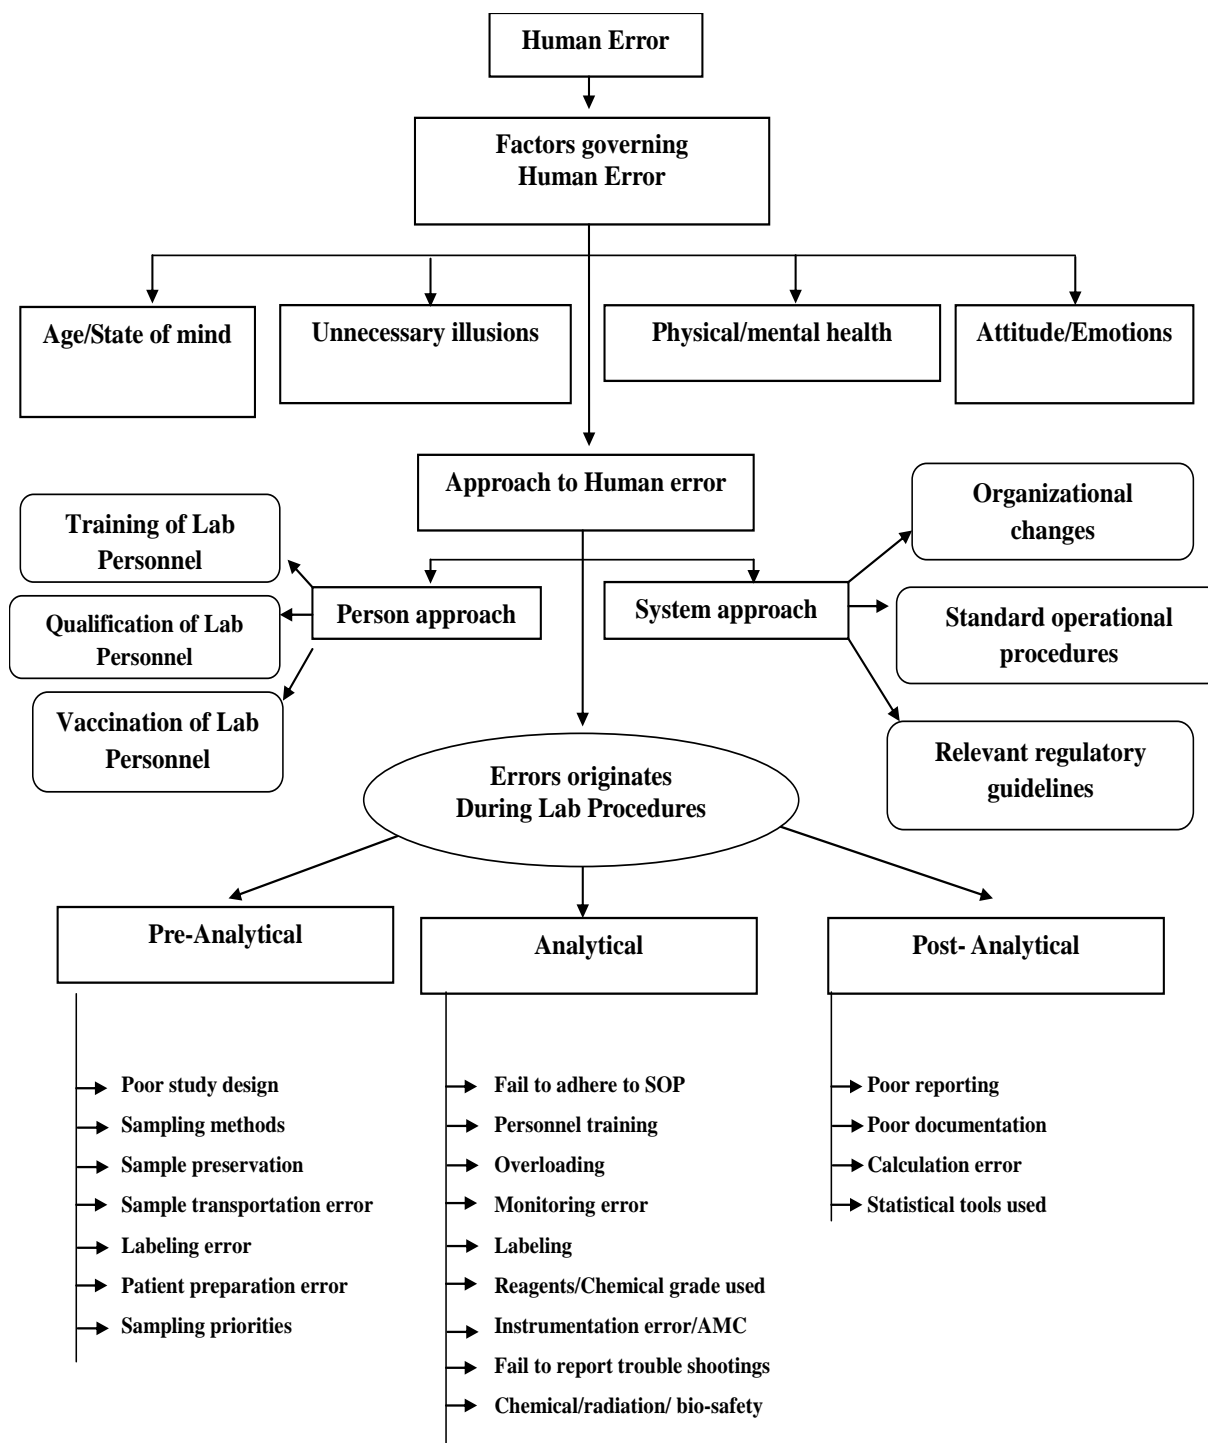 Human Error
Factors governing
Human Error
Age/State of mind
Unnecessary illusions
Physical/mental health
Attitude/Emotions
Approach to Human error
Training of Lab
Personnel
Qualification of Lab
Personnel
Vaccination of Lab
Personnel
Person approach
System approach
Organizational
changes
Standard operational
procedures
Relevant regulatory
guidelines
Errors originates
During Lab Procedures
Pre-Analytical
Poor study design
Sampling methods
Sample preservation
Sample transportation error
Labeling error
Patient preparation error
Sampling priorities
Analytical
Fail to adhere to SOP
Personnel training
Overloading
Monitoring error
Labeling
Reagents/Chemical grade used
Instrumentation error/AMC
Fail to report trouble shootings
Chemical/radiation/ bio-safety
Post- Analytical
Poor reporting
Poor documentation
Calculation error
Statistical tools used